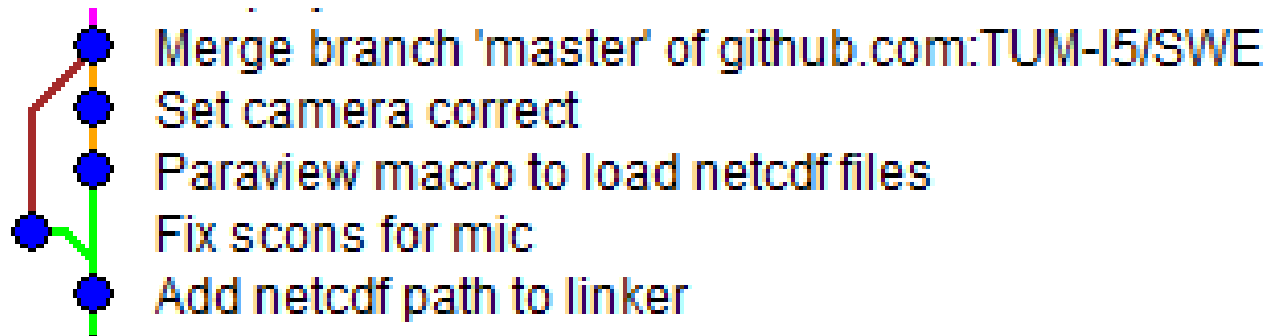 Merge branch 'master' of github.com:TUM-I5/SWE
Set camera correct
Paraview macro to load netcdf files
Fix scons for mic
Add netcdf path to linker